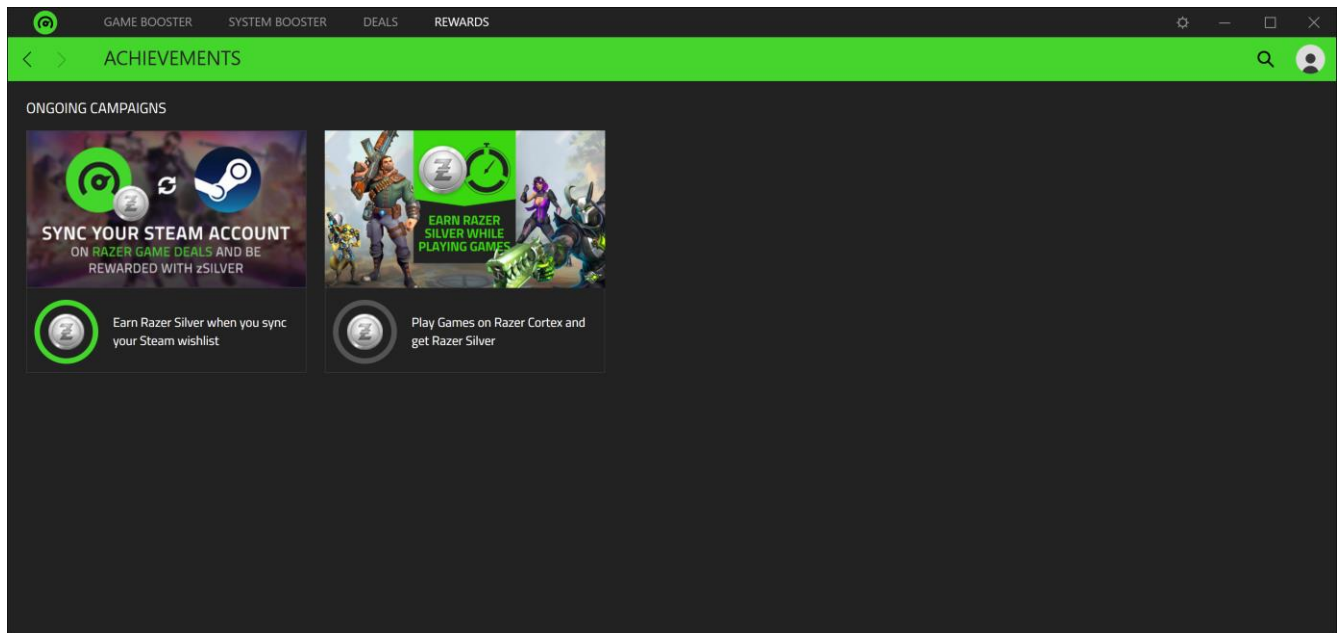 GAME BOOSTER SYSTEM BOOSTER DEALS REWARDS
ACHIEVEMENTS
ONGOING CAMPAIGNS
SYNC YOUR STEAM ACCOUNT
ON RAZER GAME DEALS AND BE
REWARDED WITH zSILVER
EARN RAZER
SILVER WHILE
PLAYING GAMES
Earn Razer Silver when you sync
your Steam wishlist
Play Games on Razer Cortex and
get Razer Silver